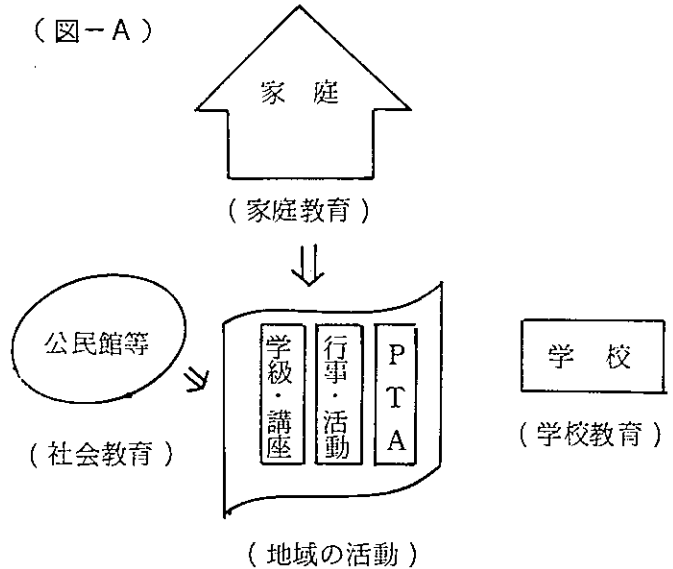 (図-A)
家 庭
(家庭教育)
公民館等
(社会教育)
学級・講座
行事・活動
PTA
(地域の活動)
学 校
(学校教育)